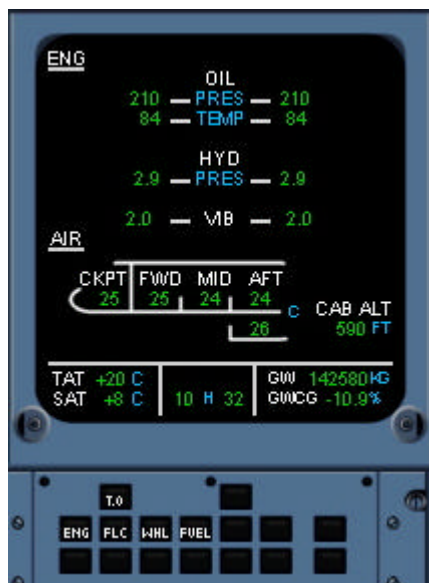 ENG
OIL
210 PRES 210
84 TEMP 84
HYD
2.9 PRES 2.9
2.0 VIB 2.0
AIR
CKPT FWD MID AFT
25 25 24 24
C CAB ALT
26 590 FT
TAT +20 C GW 142580KG
SAT +8 C 10 H 32 GWCG -10.9%
T.O
ENG FLC WHL FUEL